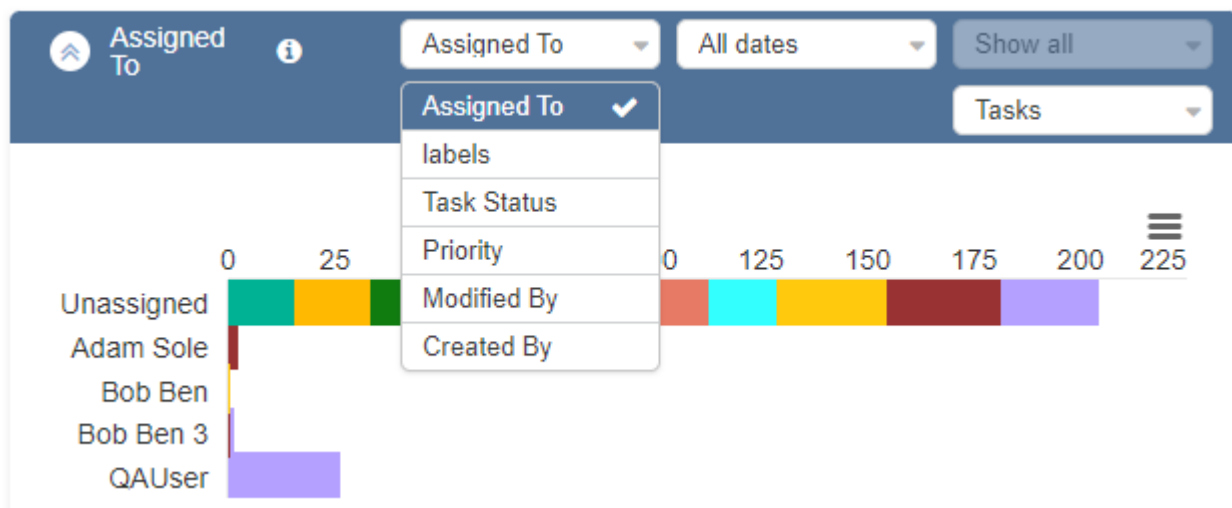 Assigned To
Assigned To
All dates
Show all
Tasks
Assigned To
labels
Task Status
Priority
Modified By
Created By
0 25 125 150 175 200 225
Unassigned
Adam Sole
Bob Ben
Bob Ben 3
QAUser